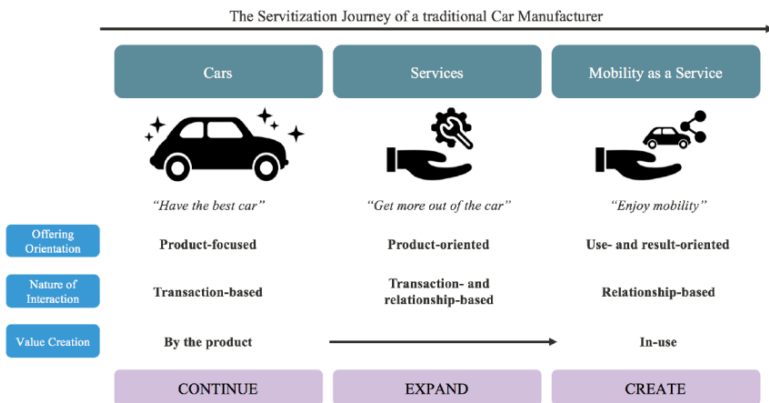 The Servitization Journey of a traditional Car Manufacturer
Cars
Services
Mobility as a Service
“Have the best car”
“Get more out of the car”
“Enjoy mobility”
Offering
Orientation
Product-focused
Product-oriented
Use- and result-oriented
Nature of
Interaction
Transaction-based
Transaction- and
relationship-based
Relationship-based
Value Creation
By the product
In-use
CONTINUE
EXPAND
CREATE